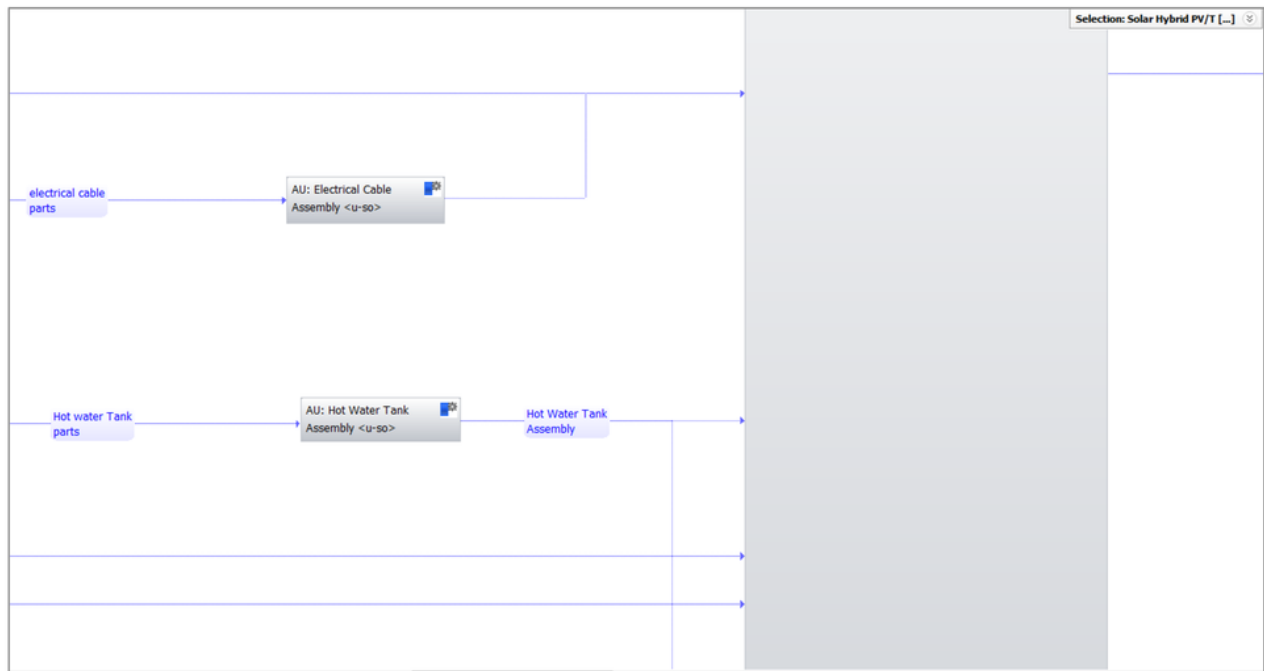 Selection: Solar Hybrid PV/T [...]
electrical cable
parts
AU: Electrical Cable
Assembly <u-so>
Hot water Tank
parts
AU: Hot Water Tank
Assembly <u-so>
Hot Water Tank
Assembly